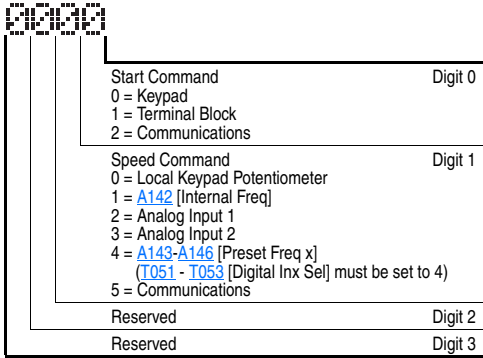 0000
Start Command Digit 0
0 = Keypad
1 = Terminal Block
2 = Communications
Speed Command Digit 1
0 = Local Keypad Potentiometer
1 = A142 [Internal Freq]
2 = Analog Input 1
3 = Analog Input 2
4 = A143-A146 [Preset Freq x]
(T051 - T053 [Digital Inx Sel] must be set to 4)
5 = Communications
Reserved Digit 2
Reserved Digit 3